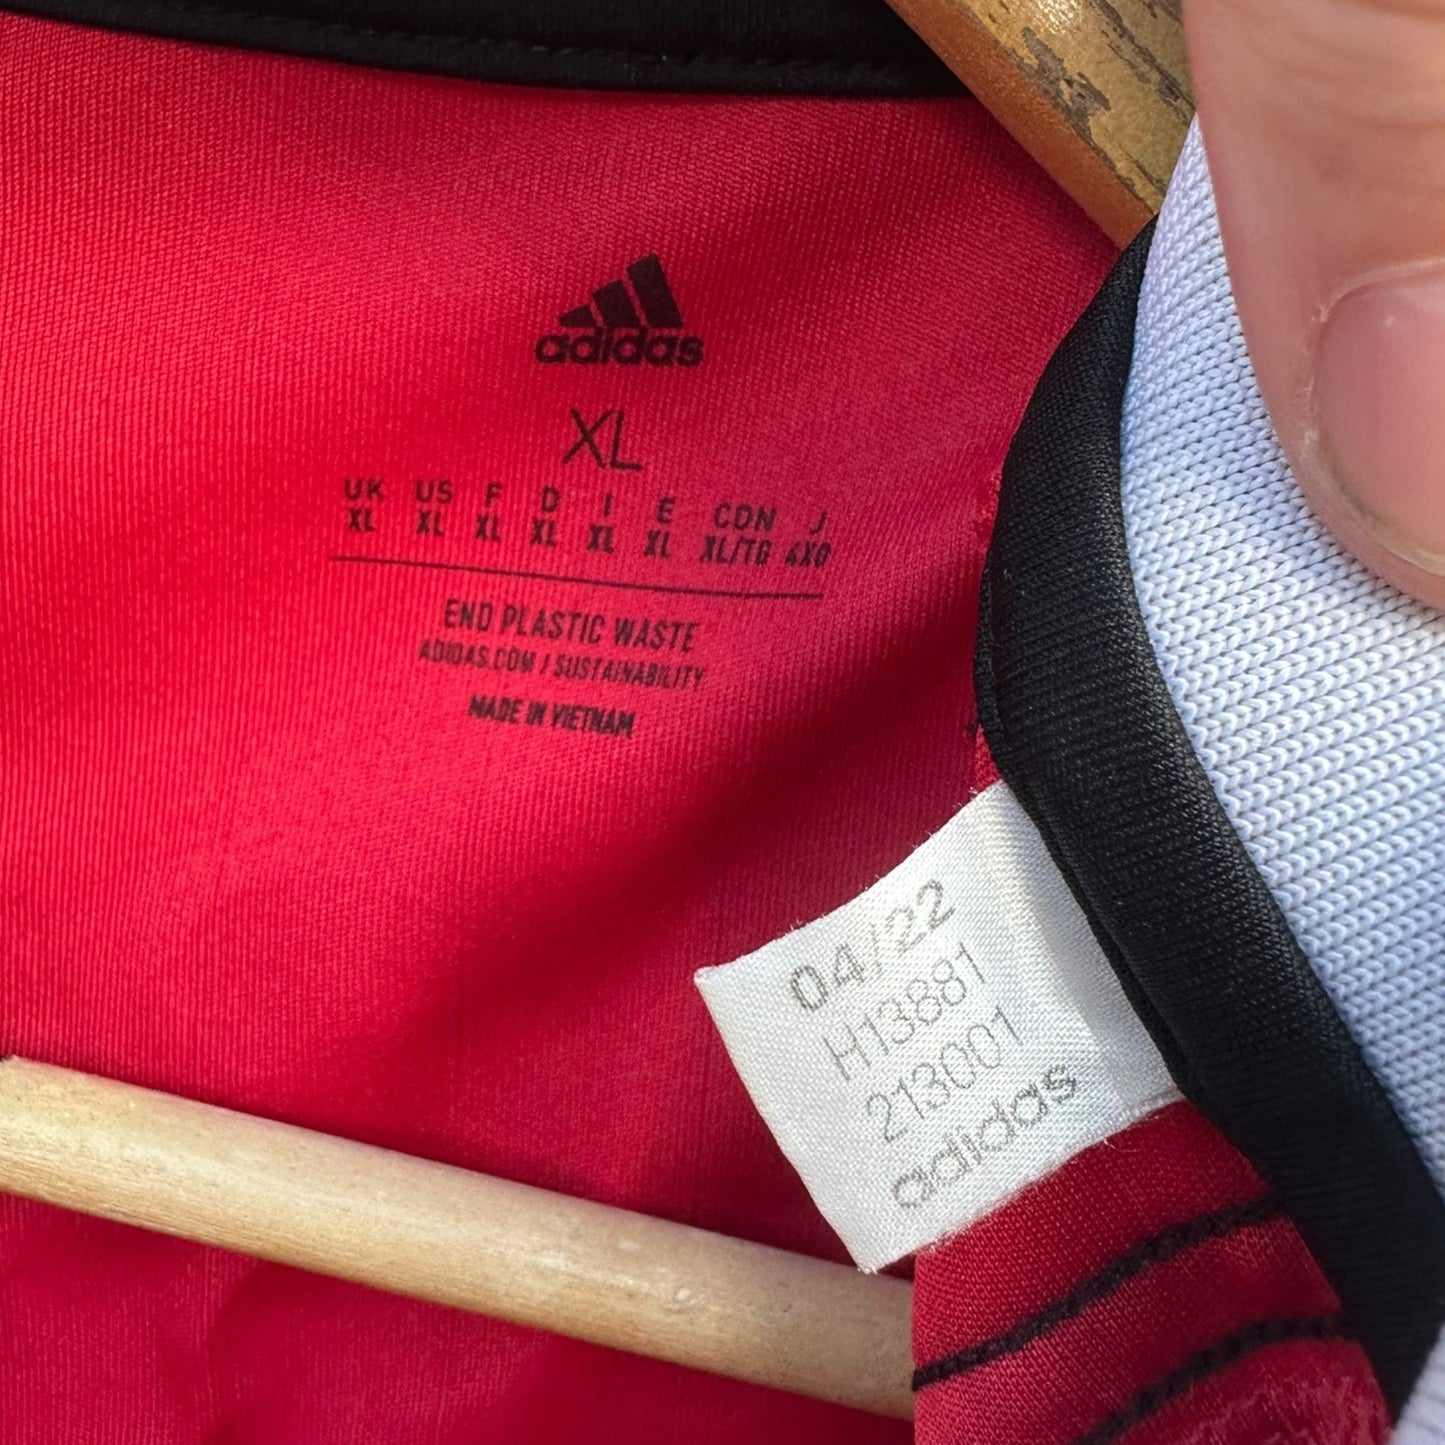 adidas
XL
UK US F D I E CDN J
XL XL XL XL XL XL XL/TG 4XO
END PLASTIC WASTE
ADIDAS.COM / SUSTAINABILITY
MADE IN VIETNAM
04/22
H13881
213001
adidas